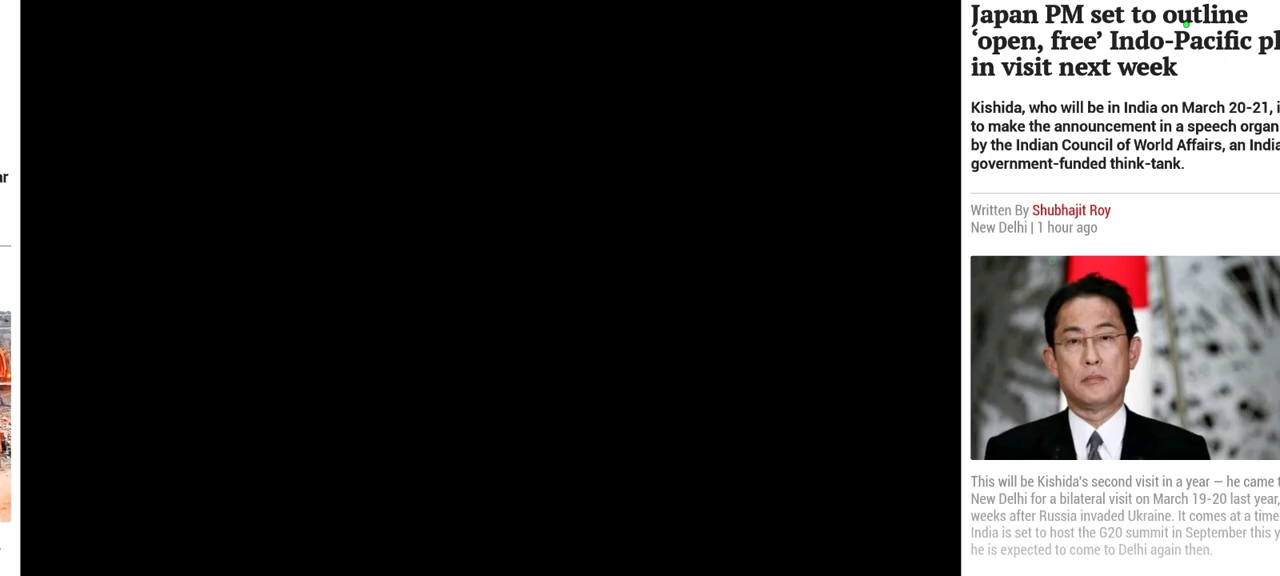 Japan PM set to outline
‘open, free’ Indo-Pacific pl
in visit next week
Kishida, who will be in India on March 20-21, i
to make the announcement in a speech organ
by the Indian Council of World Affairs, an India
government-funded think-tank.
Written By Shubhajit Roy
New Delhi | 1 hour ago
This will be Kishida's second visit in a year — he came t
New Delhi for a bilateral visit on March 19-20 last year,
weeks after Russia invaded Ukraine. It comes at a time
India is set to host the G20 summit in September this y
he is expected to come to Delhi again then.